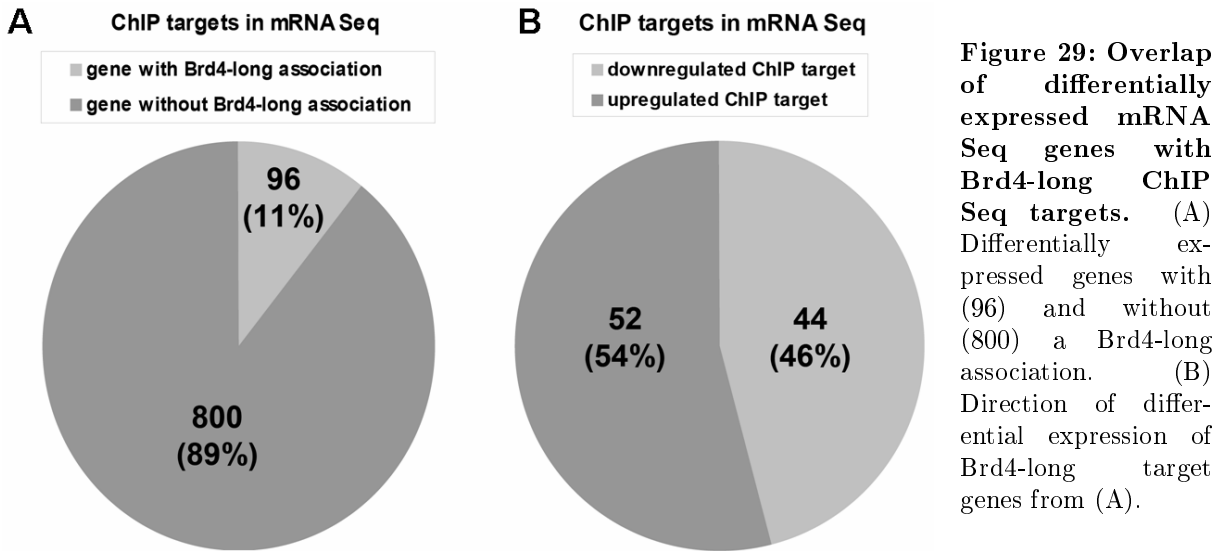 A
ChIP targets in mRNA Seq
gene with Brd4-long association
gene without Brd4-long association
96
(11%)
800
(89%)
B
ChIP targets in mRNA Seq
downregulated ChIP target
upregulated ChIP target
52
(54%)
44
(46%)
Figure 29: Overlap
of differentially
expressed mRNA
Seq genes with
Brd4-long ChIP
Seq targets. (A)
Differentially ex-
pressed genes with
(96) and without
(800) a Brd4-long
association. (B)
Direction of differ-
ential expression of
Brd4-long target
genes from (A).